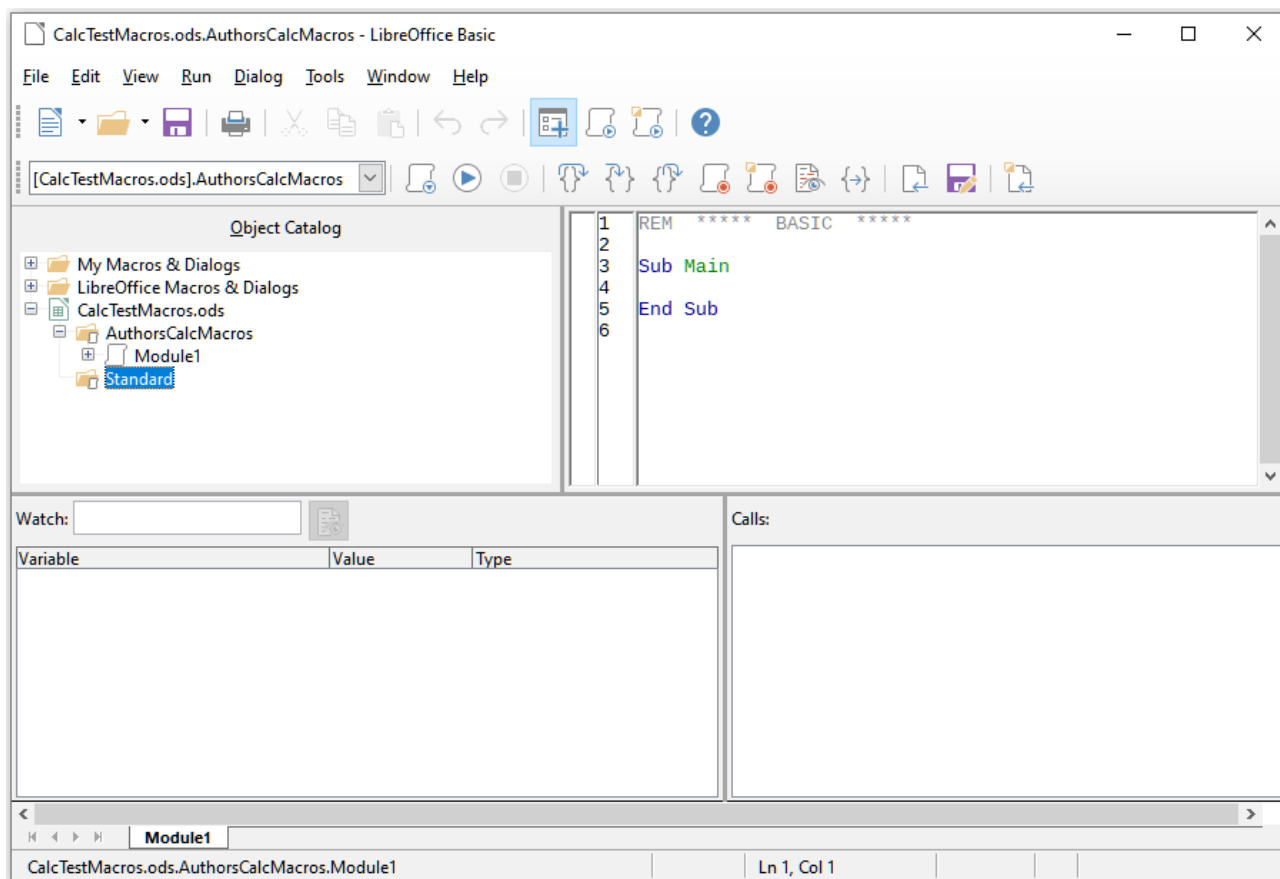 CalcTestMacros.ods.AuthorsCalcMacros - LibreOffice Basic
File Edit View Run Dialog Tools Window Help
[CalcTestMacros.ods].AuthorsCalcMacros
Object Catalog
My Macros & Dialogs
LibreOffice Macros & Dialogs
CalcTestMacros.ods
AuthorsCalcMacros
Module1
Standard
1 REM ***** BASIC *****
2
3 Sub Main
4
5 End Sub
6
Watch:
Variable Value Type
Calls:
Module1
CalcTestMacros.ods.AuthorsCalcMacros.Module1 Ln 1, Col 1